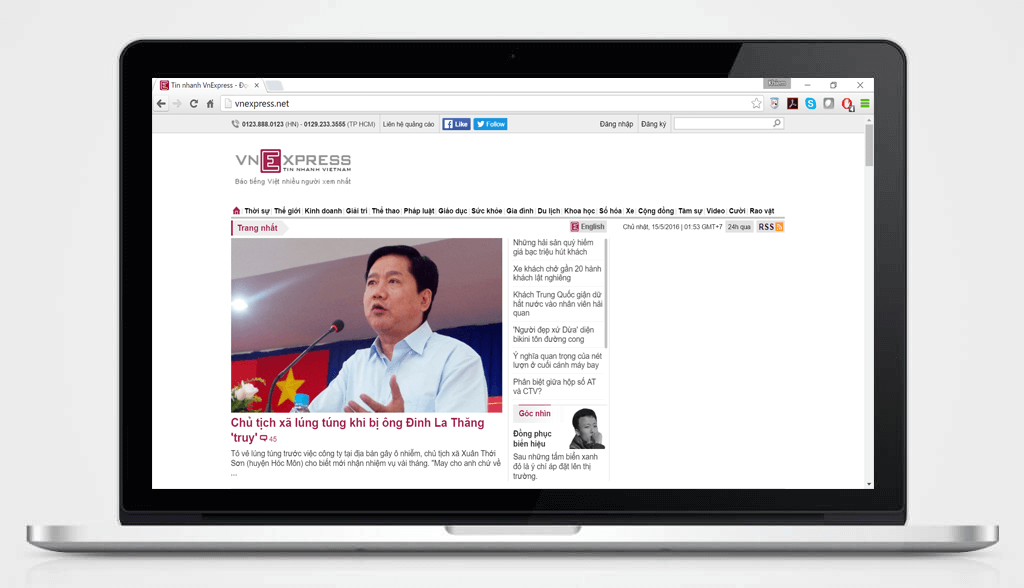 Tin nhanh VnExpress - Đọ
vnexpress.net
0123.888.0123 (HN) - 0129.233.3555 (TP HCM) Liên hệ quảng cáo Like Follow Đăng nhập Đăng ký
VNEXPRESS
TIN NHANH VIETNAM
Báo tiếng Việt nhiều người xem nhất
Thời sự Thế giới Kinh doanh Giải trí Thể thao Pháp luật Giáo dục Sức khỏe Gia đình Du lịch Khoa học Số hóa Xe Cộng đồng Tâm sự Video Cười Rao vặt
Trang nhất E English Chủ nhật, 15/5/2016 | 01:53 GMT+7 24h qua RSS
Chủ tịch xã lúng túng khi bị ông Đinh La Thăng
'truy' 45
Tỏ vẻ lúng túng trước việc công ty tại địa bàn gây ô nhiễm, chủ tịch xã Xuân Thới
Sơn (huyện Hóc Môn) cho biết mới nhận nhiệm vụ vài tháng. "May cho anh chứ về
...
Những hải sản quý hiếm
giá bạc triệu hút khách
Xe khách chở gần 20 hành
khách lật nghiêng
Khách Trung Quốc giận dữ
hất nước vào nhân viên hải
quan
'Người đẹp xứ Dừa' diện
bikini tôn đường cong
Ý nghĩa quan trọng của nét
lượn ở cuối cánh máy bay
Phân biệt giữa hộp số AT
và CTV?
Góc nhìn
Đồng phục
biển hiệu
Sau những tấm biển xanh
đỏ là ý chí áp đặt lên thị
trường.